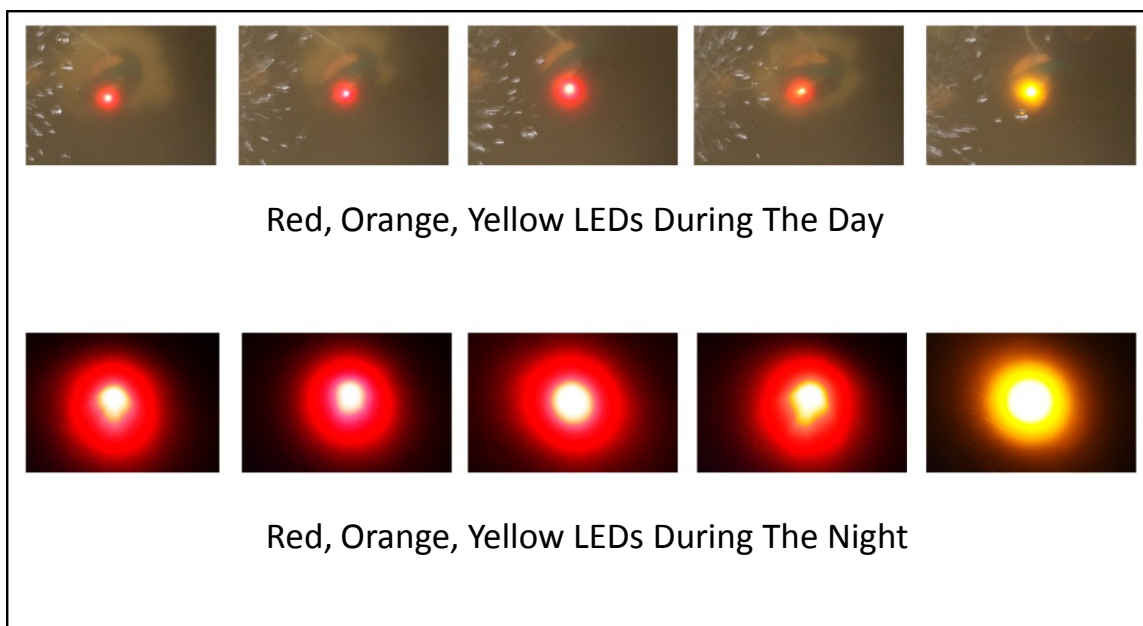 Red, Orange, Yellow LEDs During The Day
Red, Orange, Yellow LEDs During The Night